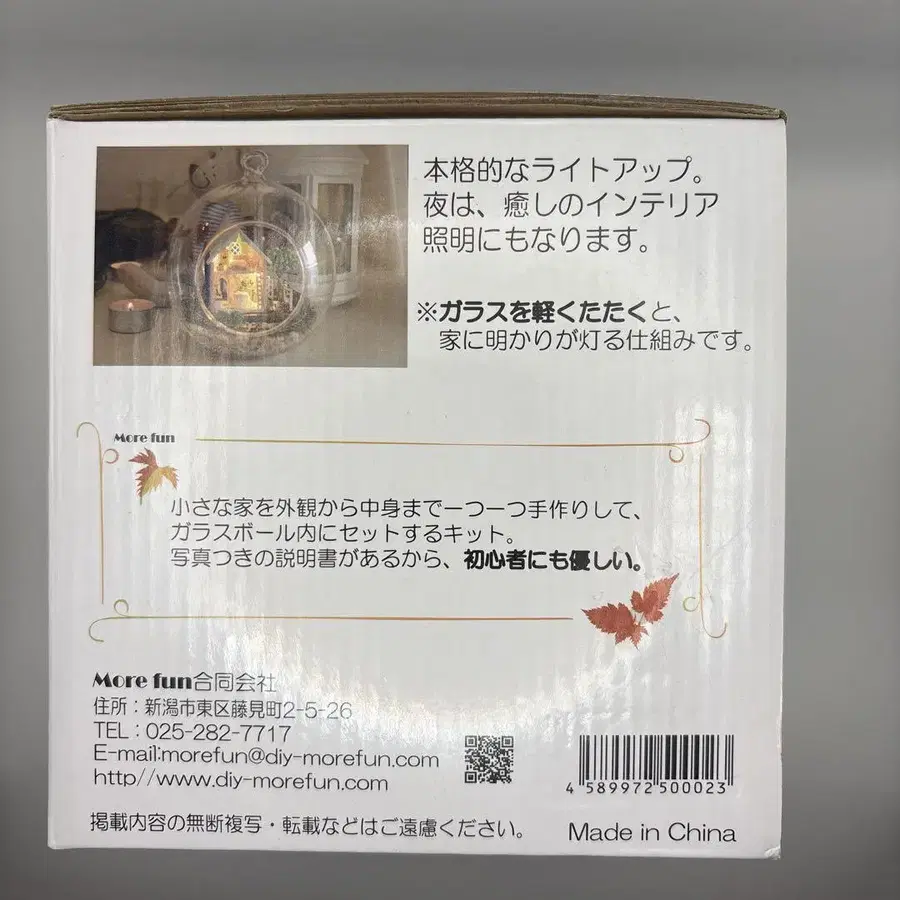 本格的なライトアップ。
夜は、癒しのインテリア
照明にもなります。
※ガラスを軽くたたくと、
家に明かりが灯る仕組みです。
More fun
小さな家を外観から中身まで一つ一つ手作りして、
ガラスボール内にセットするキット。
写真つきの説明書があるから、初心者にも優しい。
More fun合同会社
住所：新潟市東区藤見町2-5-26
TEL：025-282-7717
E-mail:morefun@diy-morefun.com
http//www.diy-morefun.com
4 589972 500023
掲載内容の無断複写・転載などはご遠慮ください。
Made in China